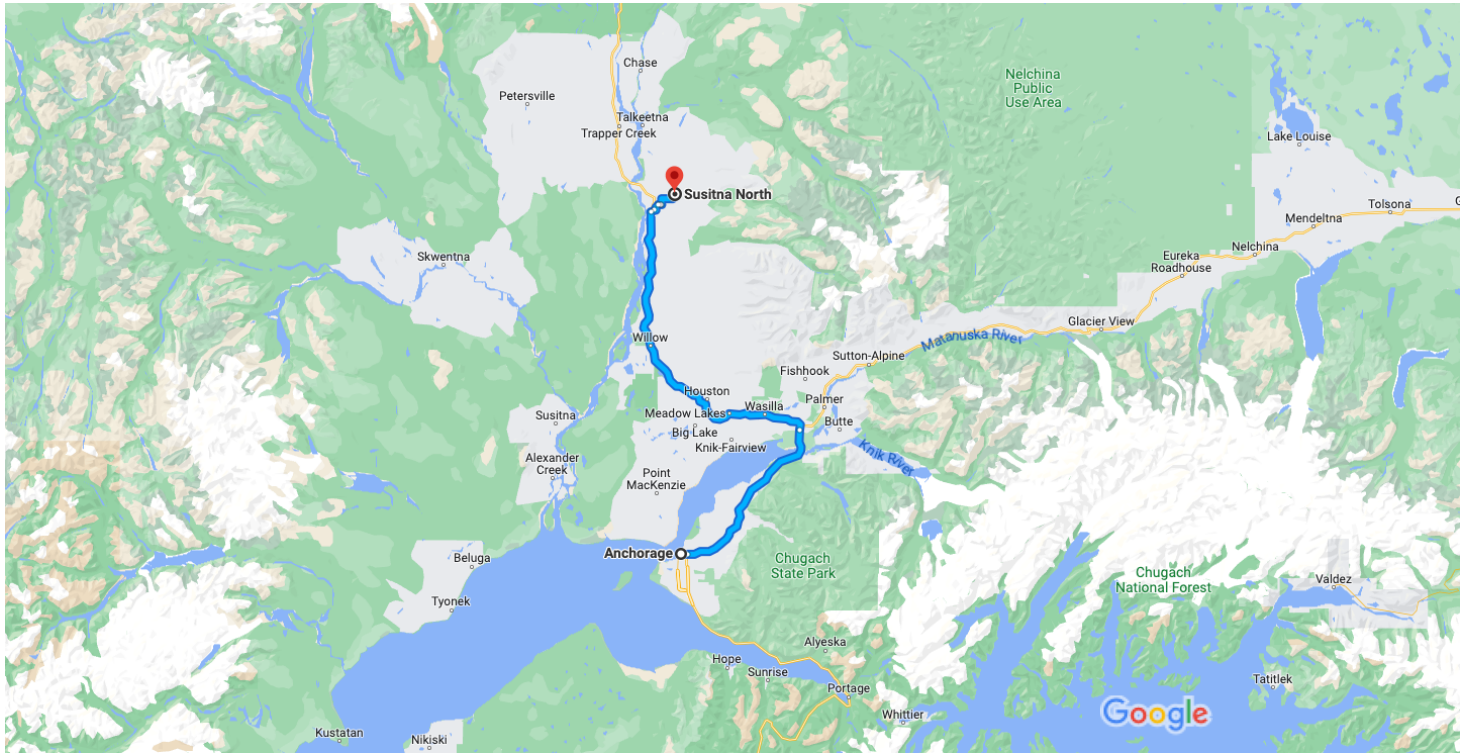 Chase
Nelchina
Public
Use Area
Petersville
Talkeetna
Trapper Creek
Lake Louise
Susitna North
Tolsona
G
Mendeltna
Nelchina
Skwentna
Eureka
Roadhouse
Glacier View
Matanuska River
Willow
Sutton-Alpine
Fishhook
Houston
Palmer
Meadow Lakes
Wasilla
Susitna
Big Lake
Butte
Knik-Fairview
Knik River
Alexander
Creek
Point
MacKenzie
Anchorage
Beluga
Chugach
State Park
Chugach
National Forest
Valdez
Tyonek
Alyeska
Hope
Sunrise
Tatitlek
Portage
Whittier
Google
Kustatan
Nikiski